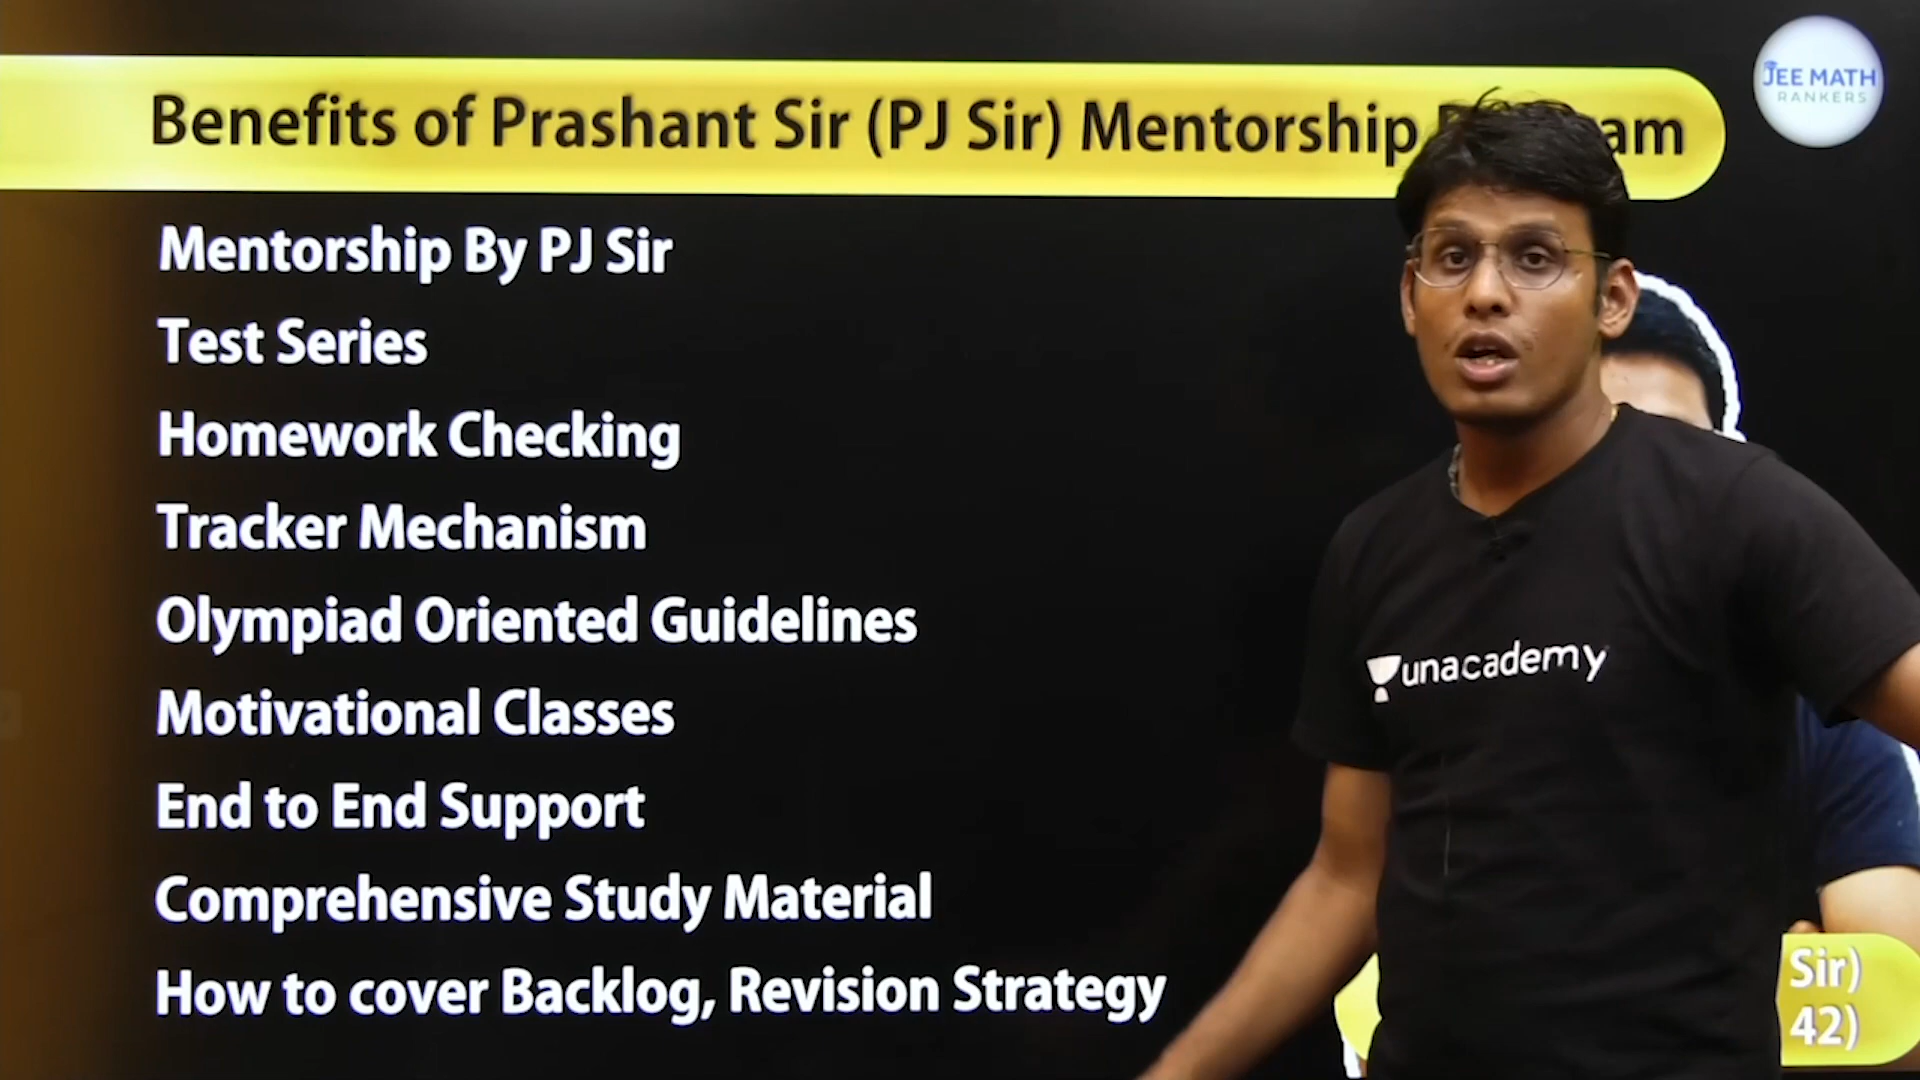 JEE MATH
RANKERS
Benefits of Prashant Sir (PJ Sir) Mentorship
Mentorship By PJ Sir
Test Series
Homework Checking
Tracker Mechanism
Olympiad Oriented Guidelines
Motivational Classes
End to End Support
Comprehensive Study Material
How to cover Backlog, Revision Strategy
unacademy
Sir)
42)